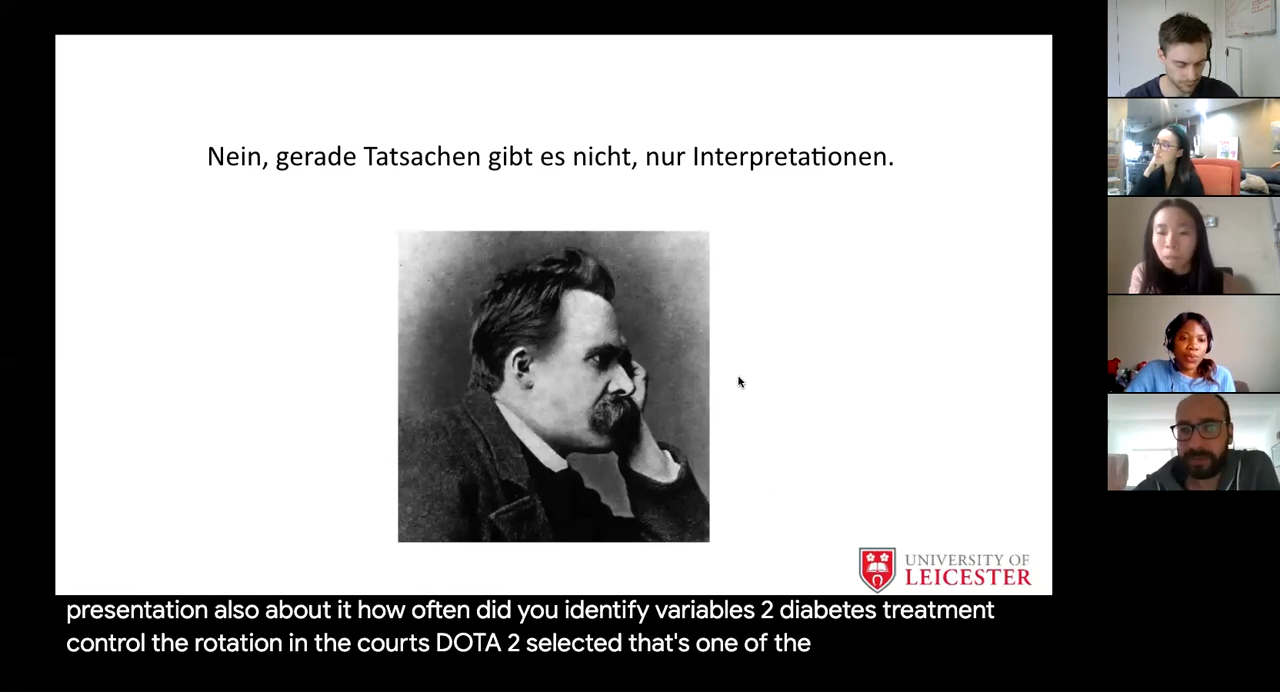 Nein, gerade Tatsachen gibt es nicht, nur Interpretationen.
UNIVERSITY OF
LEICESTER
presentation also about it how often did you identify variables 2 diabetes treatment
control the rotation in the courts DOTA 2 selected that's one of the